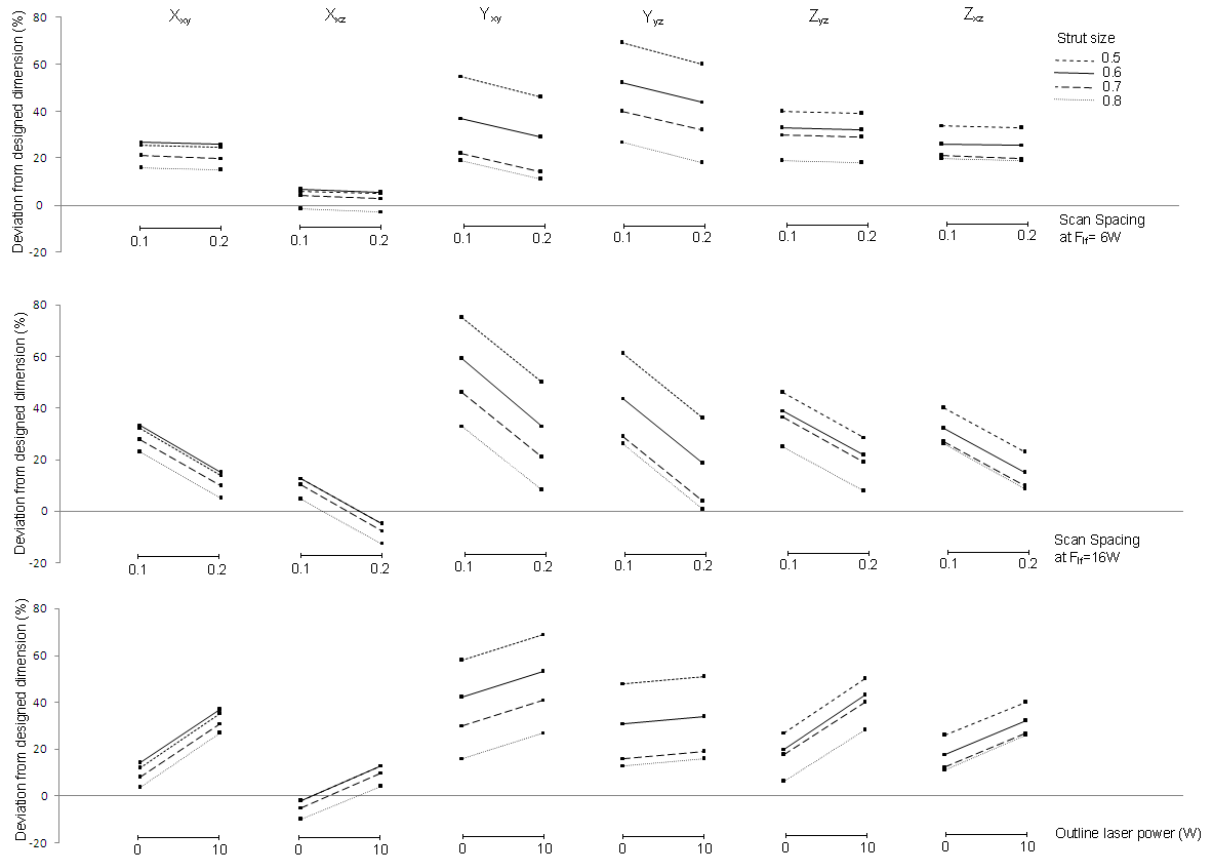 X_xy X_xz Y_xy Y_yz Z_yz Z_xz
Deviation from designed dimension (%)
80
60
40
20
0
-20
Strut size
0.5
0.6
0.7
0.8
0.1 0.2 0.1 0.2 0.1 0.2 0.1 0.2 0.1 0.2 0.1 0.2
Scan Spacing
at F_lf= 6W
Deviation from designed dimension (%)
80
60
40
20
0
-20
0.1 0.2 0.1 0.2 0.1 0.2 0.1 0.2 0.1 0.2 0.1 0.2
Scan Spacing
at F_lf=16W
Deviation from designed dimension (%)
80
60
40
20
0
-20
0 10 0 10 0 10 0 10 0 10 0 10
Outline laser power (W)